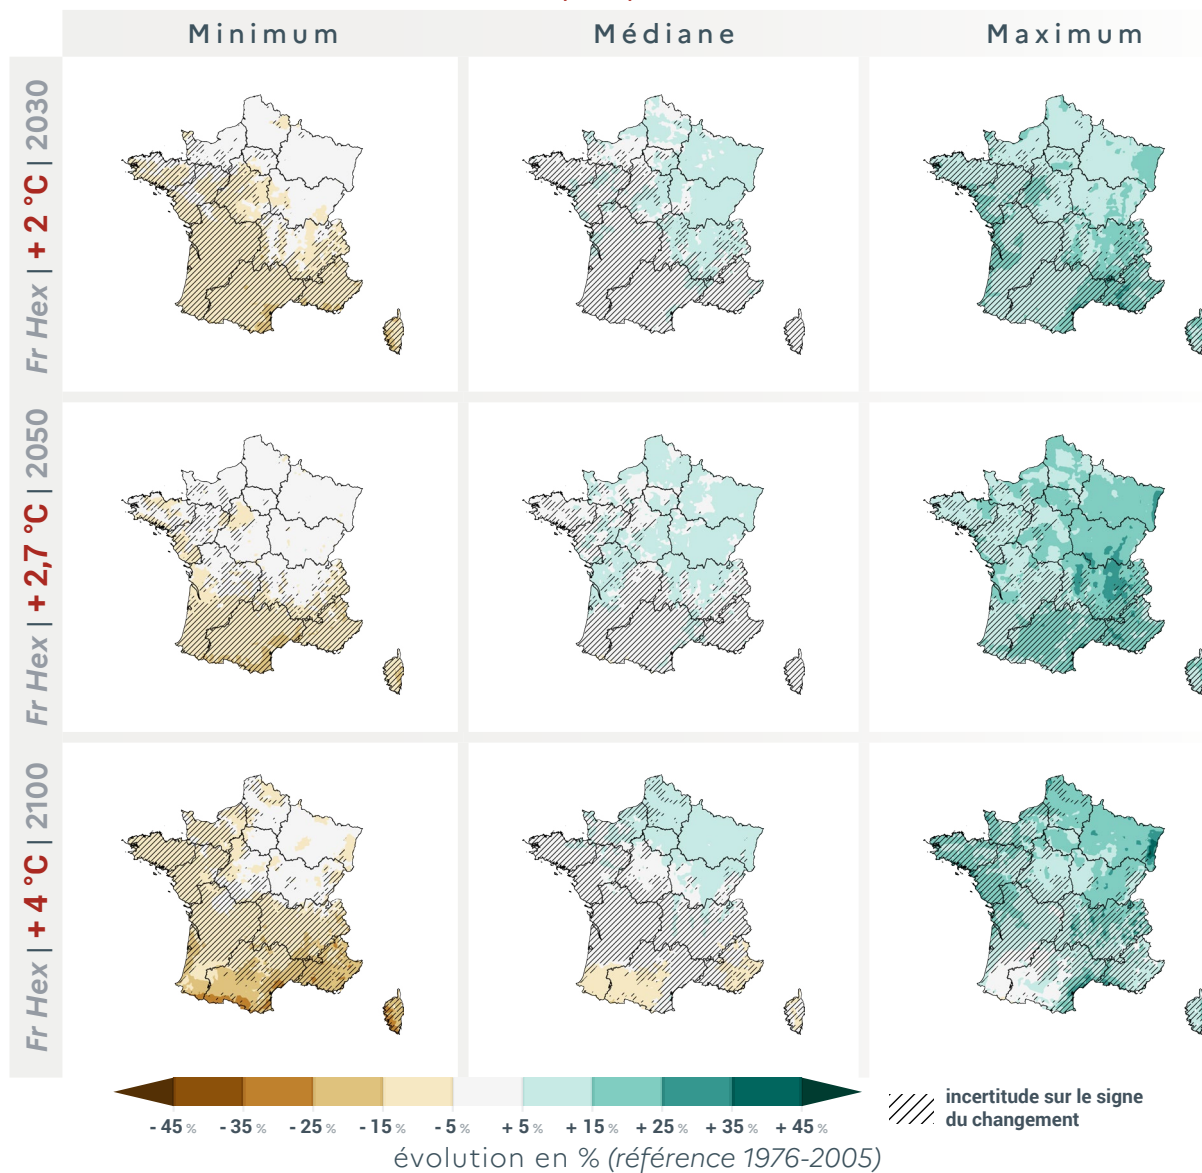 Minimum
Médiane
Maximum
Fr Hex | + 2 °C | 2030
Fr Hex | + 2,7 °C | 2050
Fr Hex | + 4 °C | 2100
- 45 % - 35 % - 25 % - 15 % - 5 % + 5 % + 15 % + 25 % + 35 % + 45 %
incertitude sur le signe
du changement
évolution en % (référence 1976-2005)